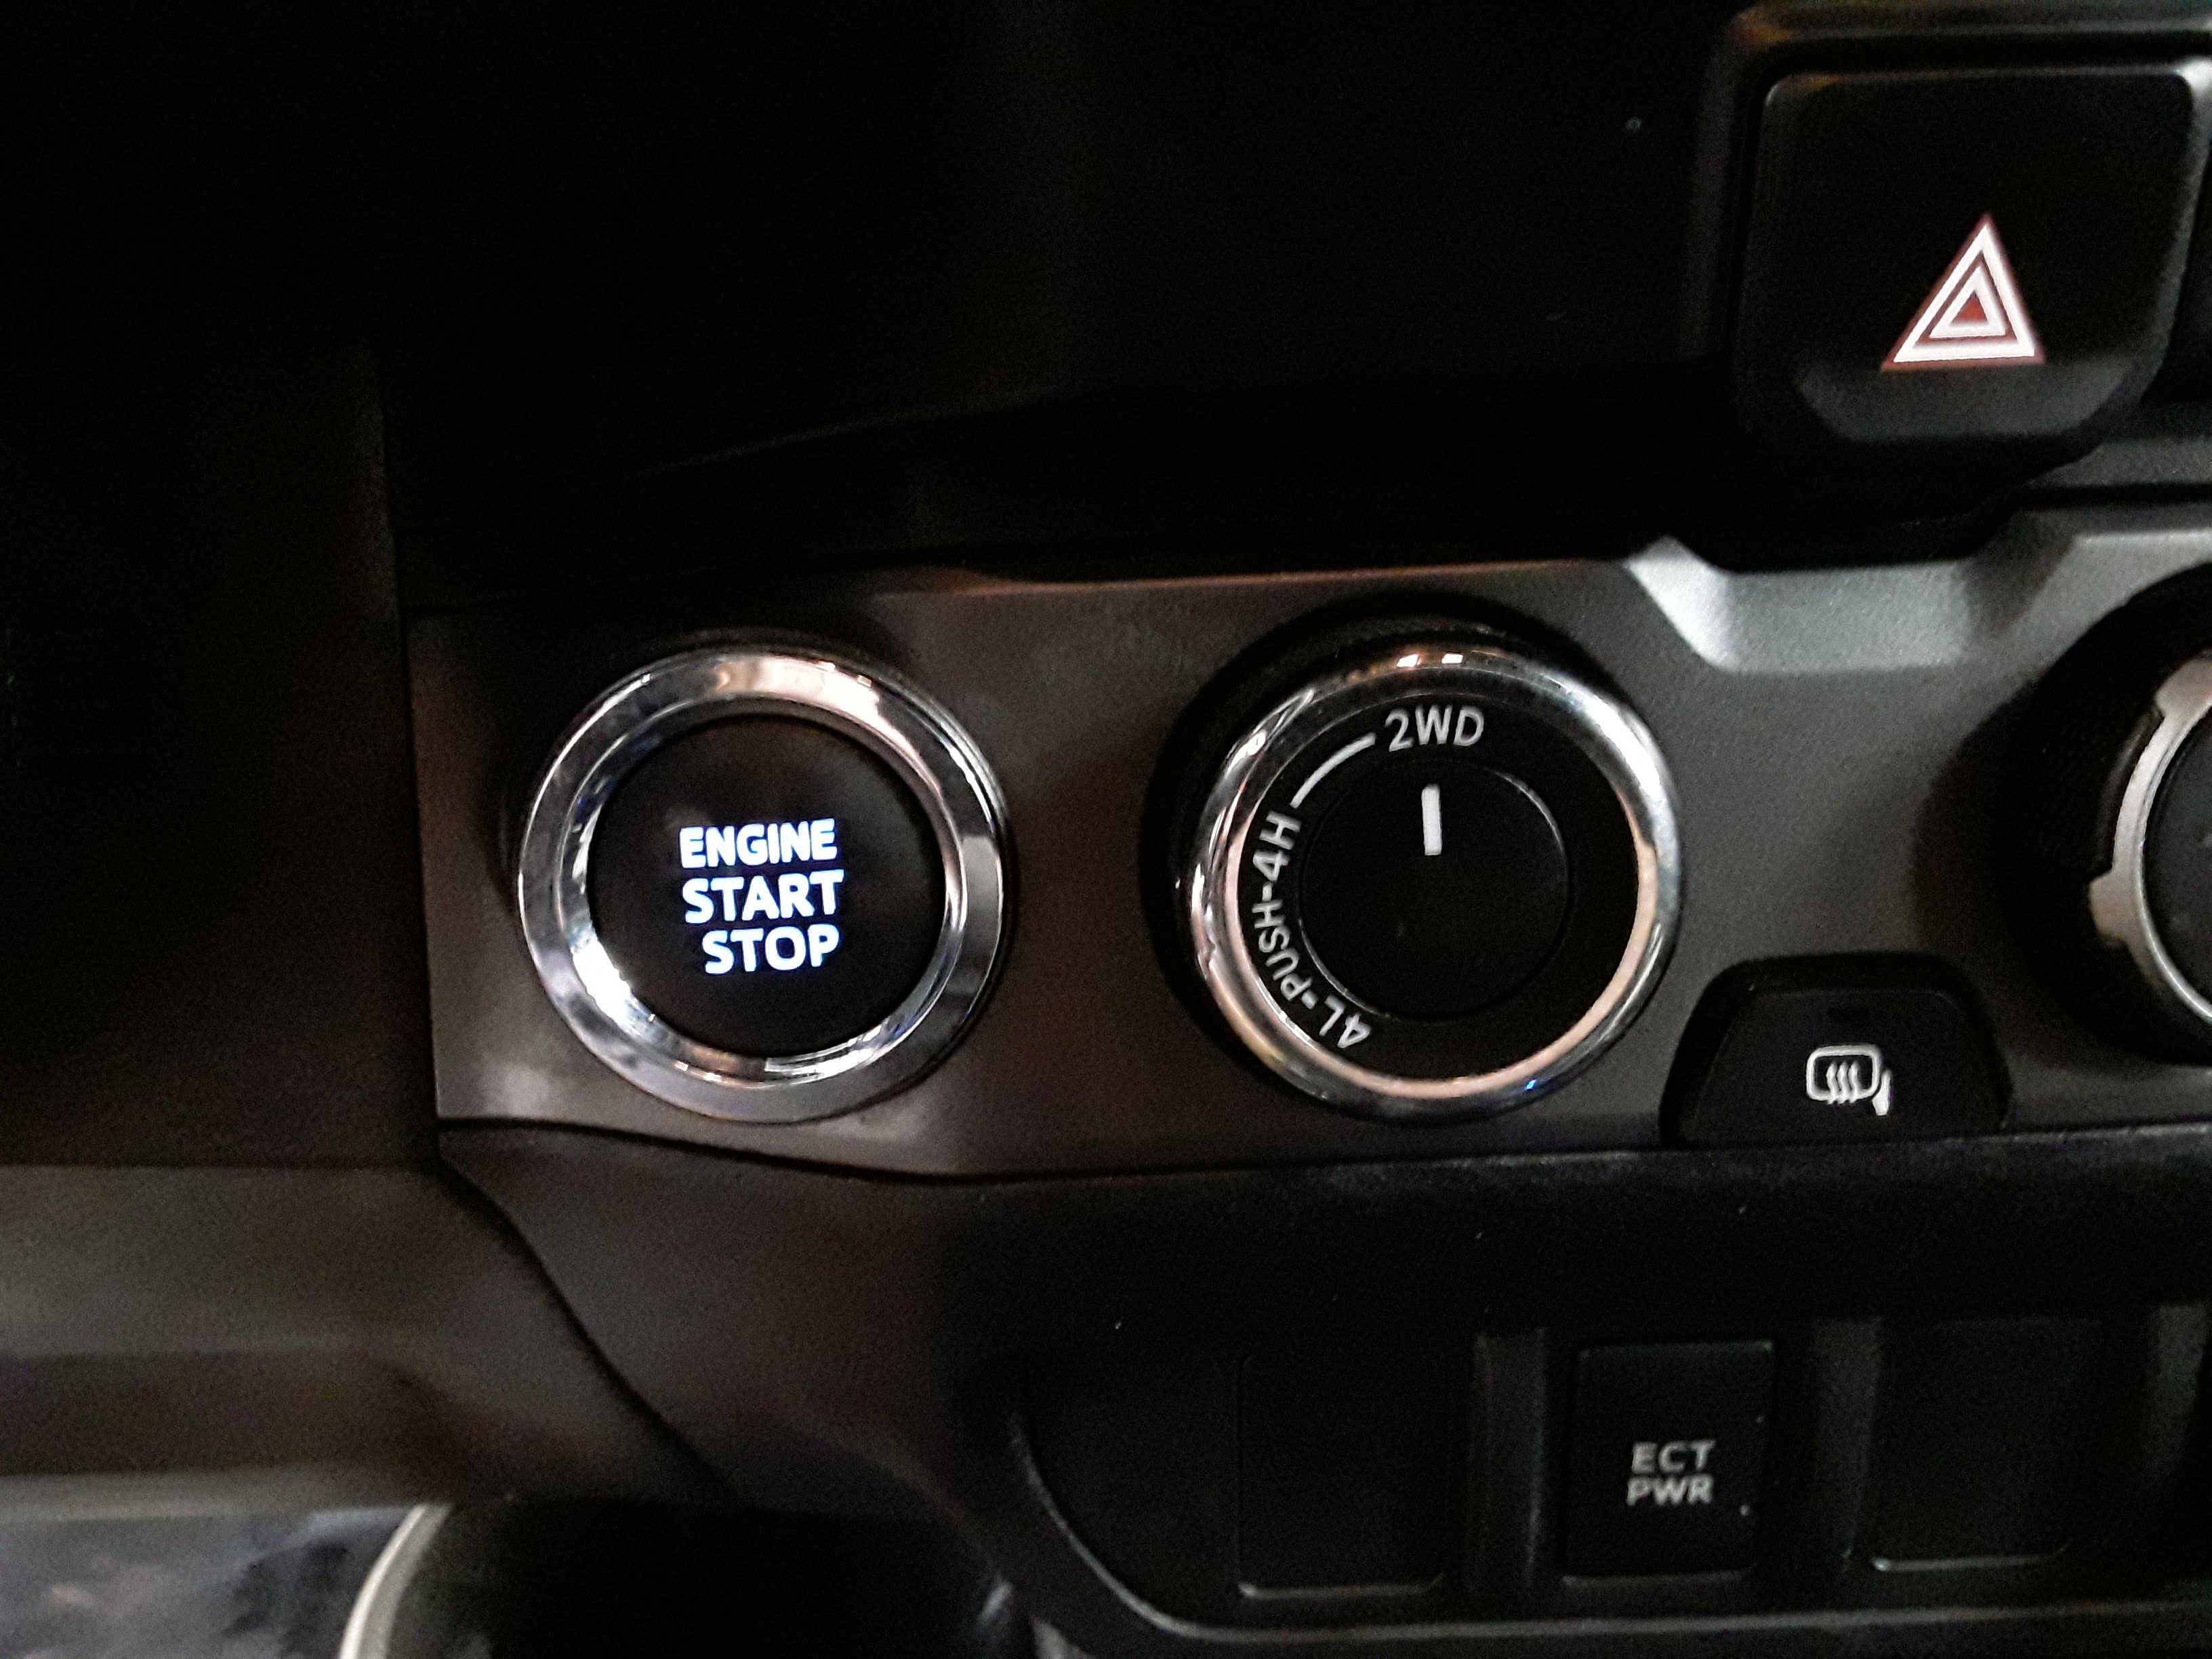 ENGINE
START
STOP
2WD
4L-PUSH-4H
ECT
PWR